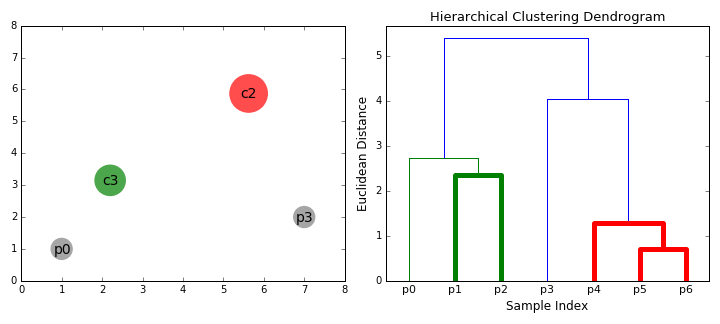 Hierarchical Clustering Dendrogram
8
7
6
5
4
3
2
1
0
c2
c3
p3
p0
0 1 2 3 4 5 6 7 8
Euclidean Distance
5
4
3
2
1
0
p0 p1 p2 p3 p4 p5 p6
Sample Index